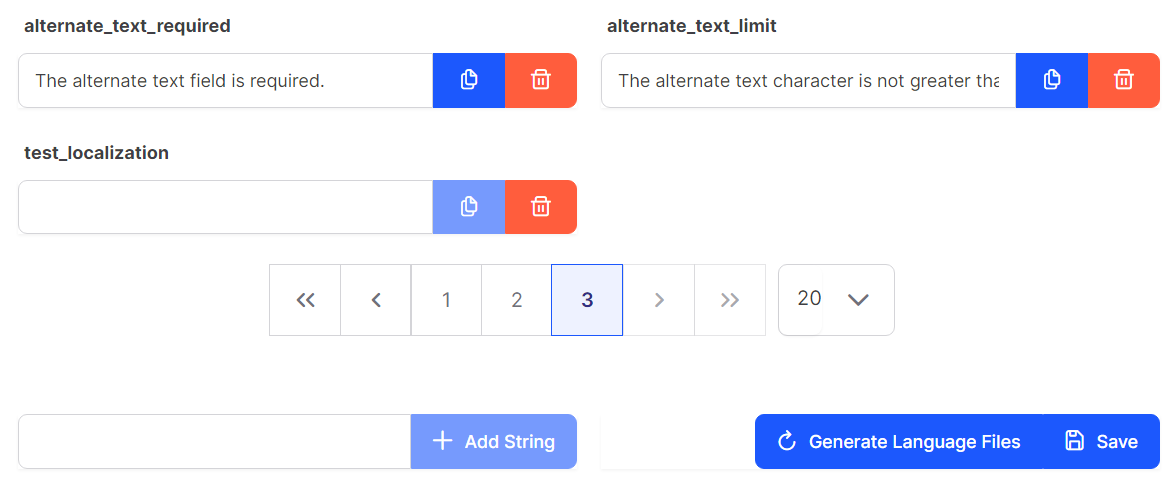 alternate_text_required
alternate_text_limit
The alternate text field is required.
The alternate text character is not greater tha
test_localization
1 2 3 20
Add String
Generate Language Files
Save